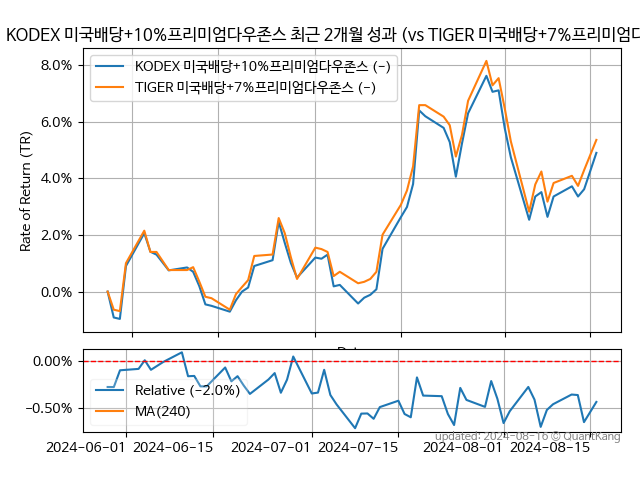 KODEX 미국배당+10%프리미엄다우존스 최근 2개월 성과 (vs TIGER 미국배당+7%프리미엄다
KODEX 미국배당+10%프리미엄다우존스 (-)
TIGER 미국배당+7%프리미엄다우존스 (-)
Rate of Return (TR)
8.0%
6.0%
4.0%
2.0%
0.0%
0.00%
-0.50%
Relative (-2.0%)
MA(240)
updated: 2024-08-16 © QuantKang
2024-06-01 2024-06-15 2024-07-01 2024-07-15 2024-08-01 2024-08-15